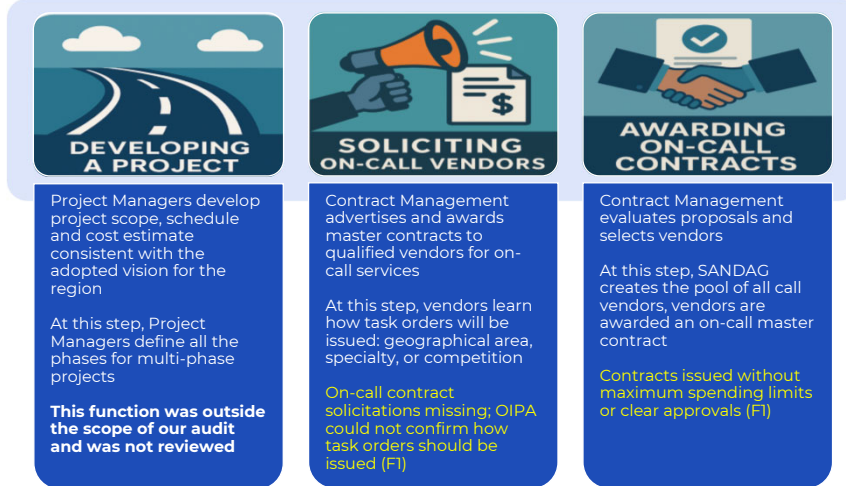 DEVELOPING
A PROJECT
Project Managers develop
project scope, schedule
and cost estimate
consistent with the
adopted vision for the
region
At this step, Project
Managers define all the
phases for multi-phase
projects
This function was outside
the scope of our audit
and was not reviewed
$
SOLICITING
ON-CALL VENDORS
Contract Management
advertises and awards
master contracts to
qualified vendors for on-
call services
At this step, vendors learn
how task orders will be
issued: geographical area,
specialty, or competition
On-call contract
solicitations missing; OIPA
could not confirm how
task orders should be
issued (F1)
AWARDING
ON-CALL
CONTRACTS
Contract Management
evaluates proposals and
selects vendors
At this step, SANDAG
creates the pool of all call
vendors, vendors are
awarded an on-call master
contract
Contracts issued without
maximum spending limits
or clear approvals (F1)